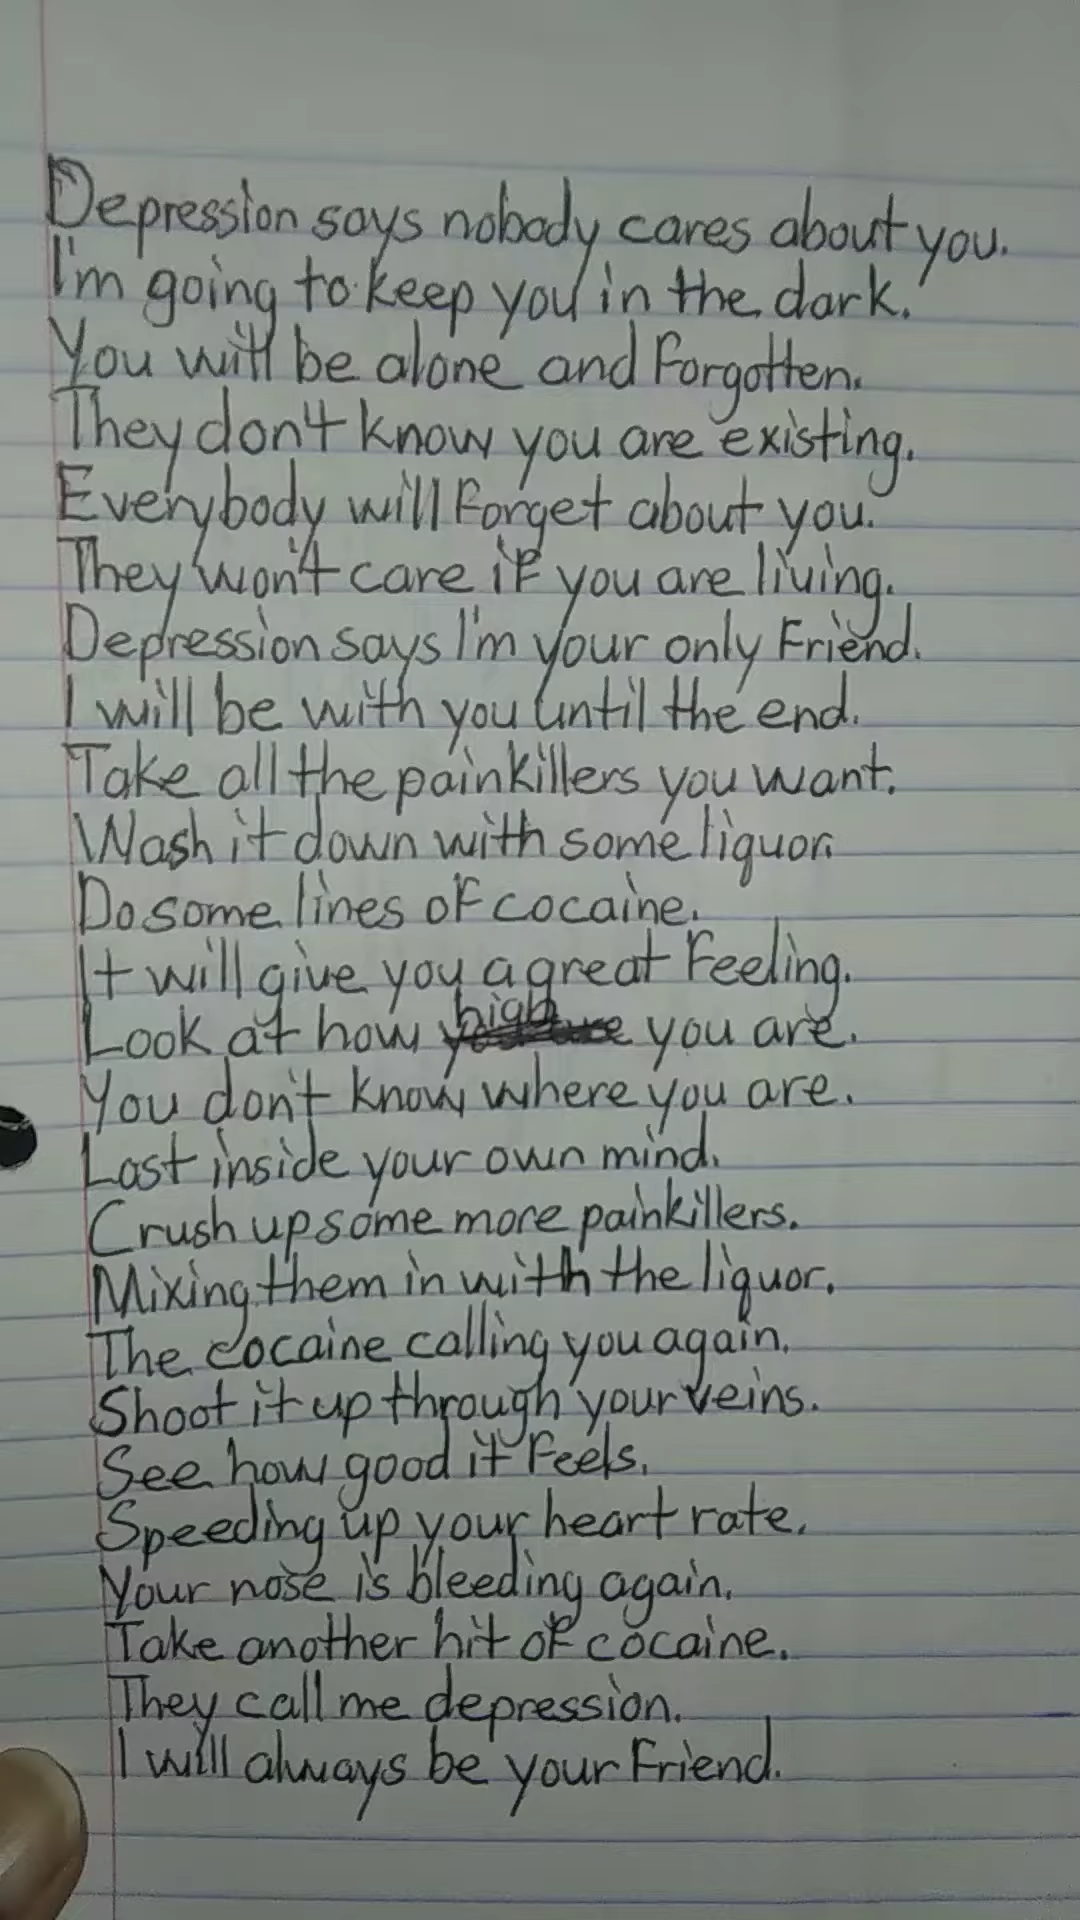 Depression says nobody cares about you.
I'm going to keep you in the dark.
You will be alone and forgotten.
They don't know you are existing.
Everybody will forget about you.
They won't care if you are living.
Depression says I'm your only friend.
I will be with you until the end.
Take all the painkillers you want.
Wash it down with some liquor.
Do some lines of cocaine.
It will give you a great feeling.
Look at how high you are.
You don't know where you are.
Lost inside your own mind.
Crush up some more painkillers.
Mixing them in with the liquor.
The cocaine calling you again.
Shoot it up through your veins.
See how good it feels.
Speeding up your heart rate.
Your nose is bleeding again.
Take another hit of cocaine.
They call me depression.
I will always be your friend.